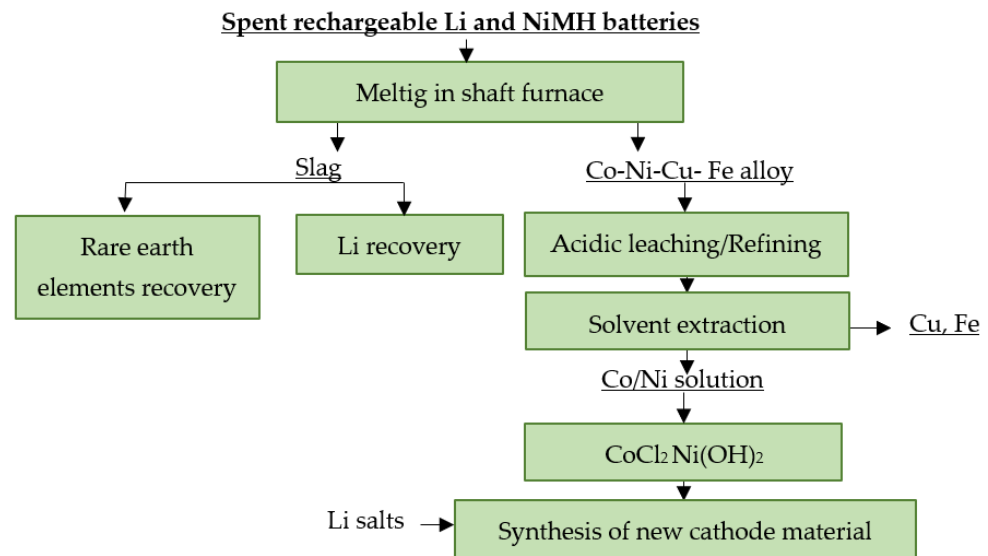 Spent rechargeable Li and NiMH batteries
Meltig in shaft furnace
Slag
Co-Ni-Cu- Fe alloy
Rare earth
elements recovery
Li recovery
Acidic leaching/Refining
Solvent extraction
Cu, Fe
Co/Ni solution
CoCl₂ Ni(OH)₂
Li salts
Synthesis of new cathode material